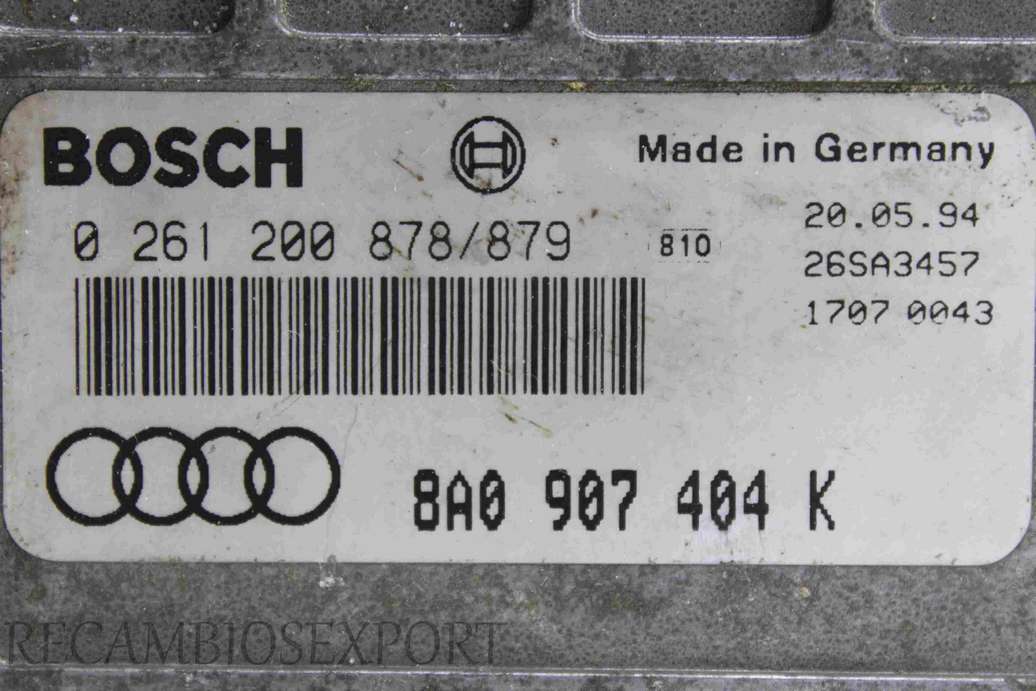 BOSCH
Made in Germany
0 261 200 878/879
810
20.05.94
26SA3457
1707 0043
8A0 907 404 K
RECAMBIOSEXPORT